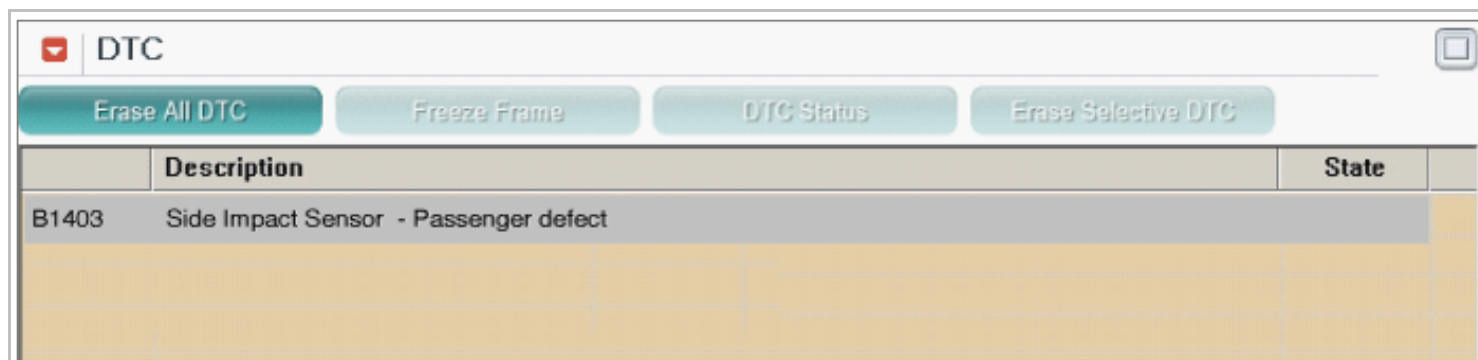 DTC
Erase All DTC Freeze Frame DTC Status Erase Selective DTC
Description State
B1403 Side Impact Sensor - Passenger defect